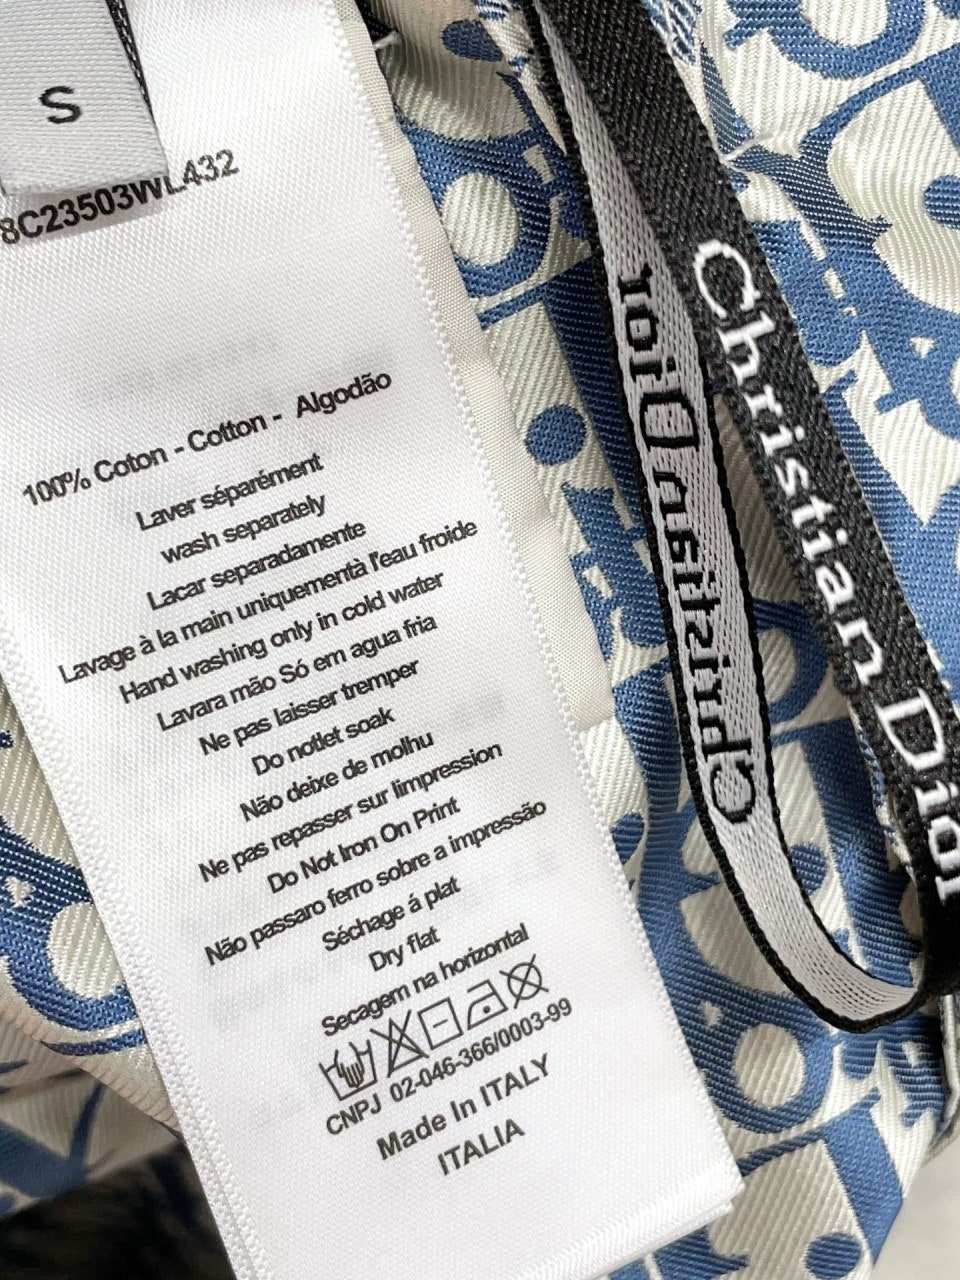 S
8C23503WL432
100% Coton - Cotton - Algodão
Laver séparément
wash separately
Lacar separadamente
Lavage à la main uniquementà l'eau froide
Hand washing only in cold water
Lavara mão Só em agua fria
Ne pas laisser tremper
Do notlet soak
Não deixe de molhu
Ne pas repasser sur limpression
Do Not Iron On Print
Não passaro ferro sobre a impressão
Séchage á plat
Dry flat
Secagem na horizontal
CNPJ 02-046-366/0003-99
Made In ITALY
ITALIA
Christian Dior
Christian Dior